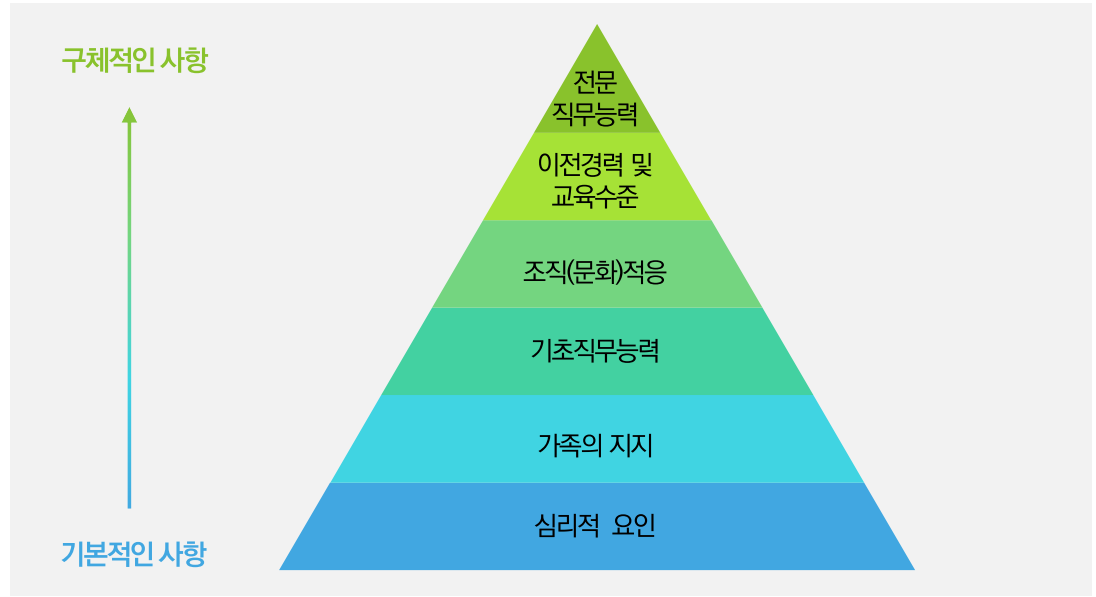 구체적인 사항
전문
직무능력
이전경력 및
교육수준
조직(문화)적응
기초직무능력
가족의 지지
심리적 요인
기본적인 사항